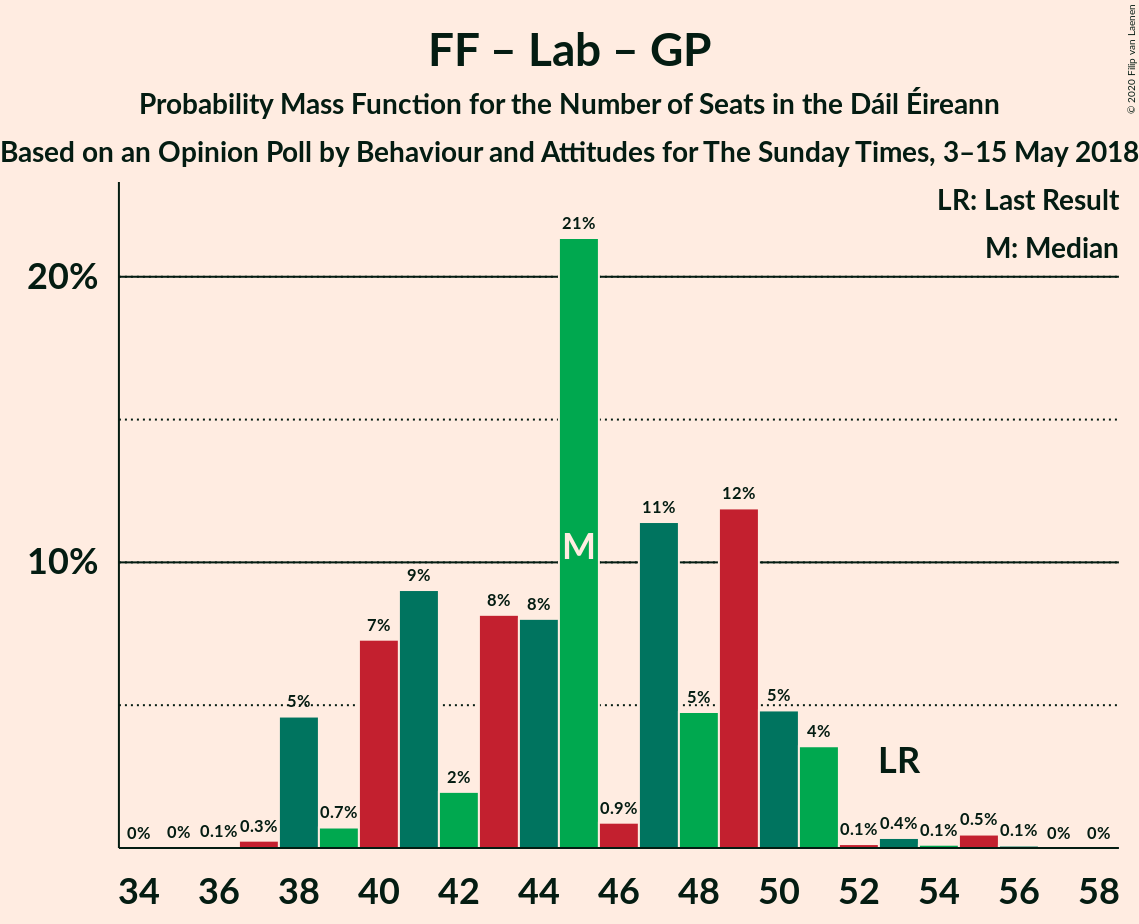 FF – Lab – GP
Probability Mass Function for the Number of Seats in the Dáil Éireann
Based on an Opinion Poll by Behaviour and Attitudes for The Sunday Times, 3–15 May 2018
© 2020 Filip van Laenen
LR: Last Result
M: Median
20%
10%
0% 0% 0.1% 0.3% 5% 0.7% 7% 9% 2% 8% 8% 21% 0.9% 11% 5% 12% 5% 4% 0.1% 0.4% 0.1% 0.5% 0.1% 0% 0%
M
LR
34 36 38 40 42 44 46 48 50 52 54 56 58